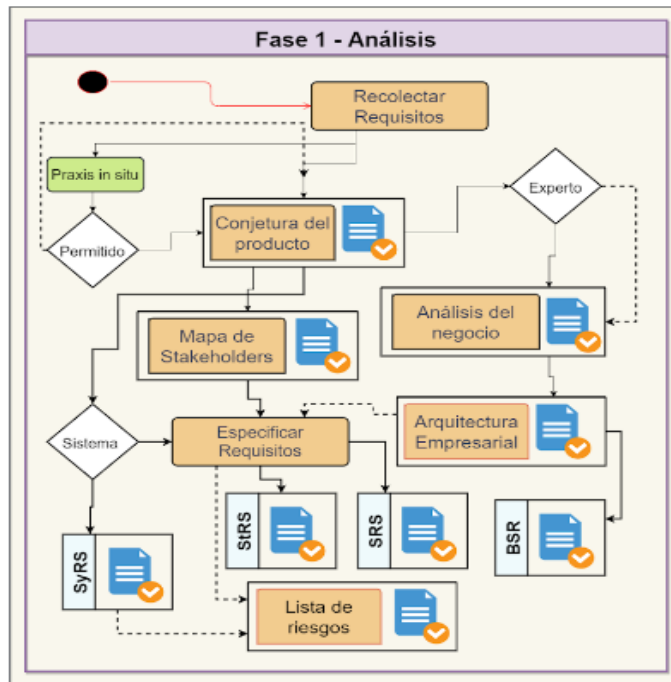 Fase 1 - Análisis
Recolectar
Requisitos
Praxis in situ
Experto
Permitido
Conjetura del
producto
Mapa de
Stakeholders
Análisis del
negocio
Sistema
Especificar
Requisitos
Arquitectura
Empresarial
StRS
SRS
BSR
SyRS
Lista de
riesgos